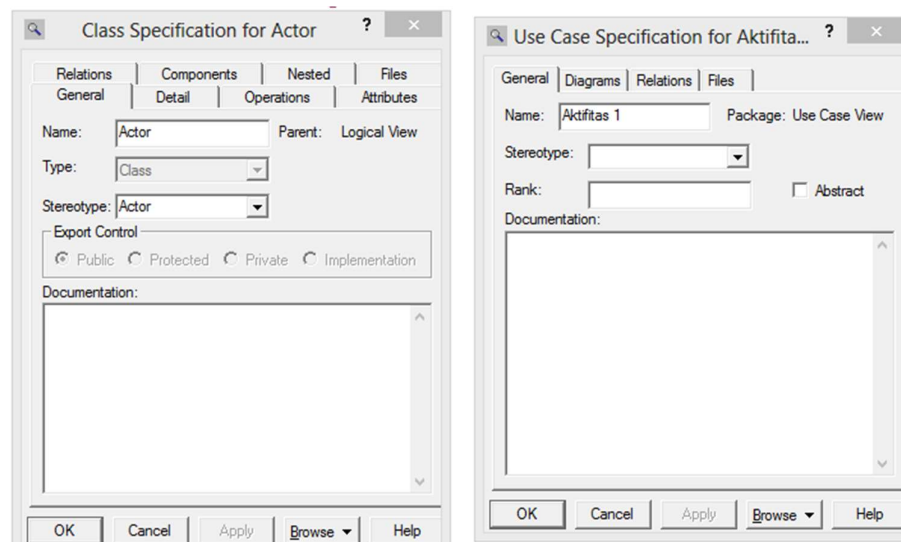 Class Specification for Actor ?
Relations Components Nested Files
General Detail Operations Attributes
Name: Actor Parent: Logical View
Type: Class
Stereotype: Actor
Export Control
Public Protected Private Implementation
Documentation:
OK Cancel Apply Browse Help
Use Case Specification for Aktifita... ?
General Diagrams Relations Files
Name: Aktifitas 1 Package: Use Case View
Stereotype:
Rank: Abstract
Documentation:
OK Cancel Apply Browse Help